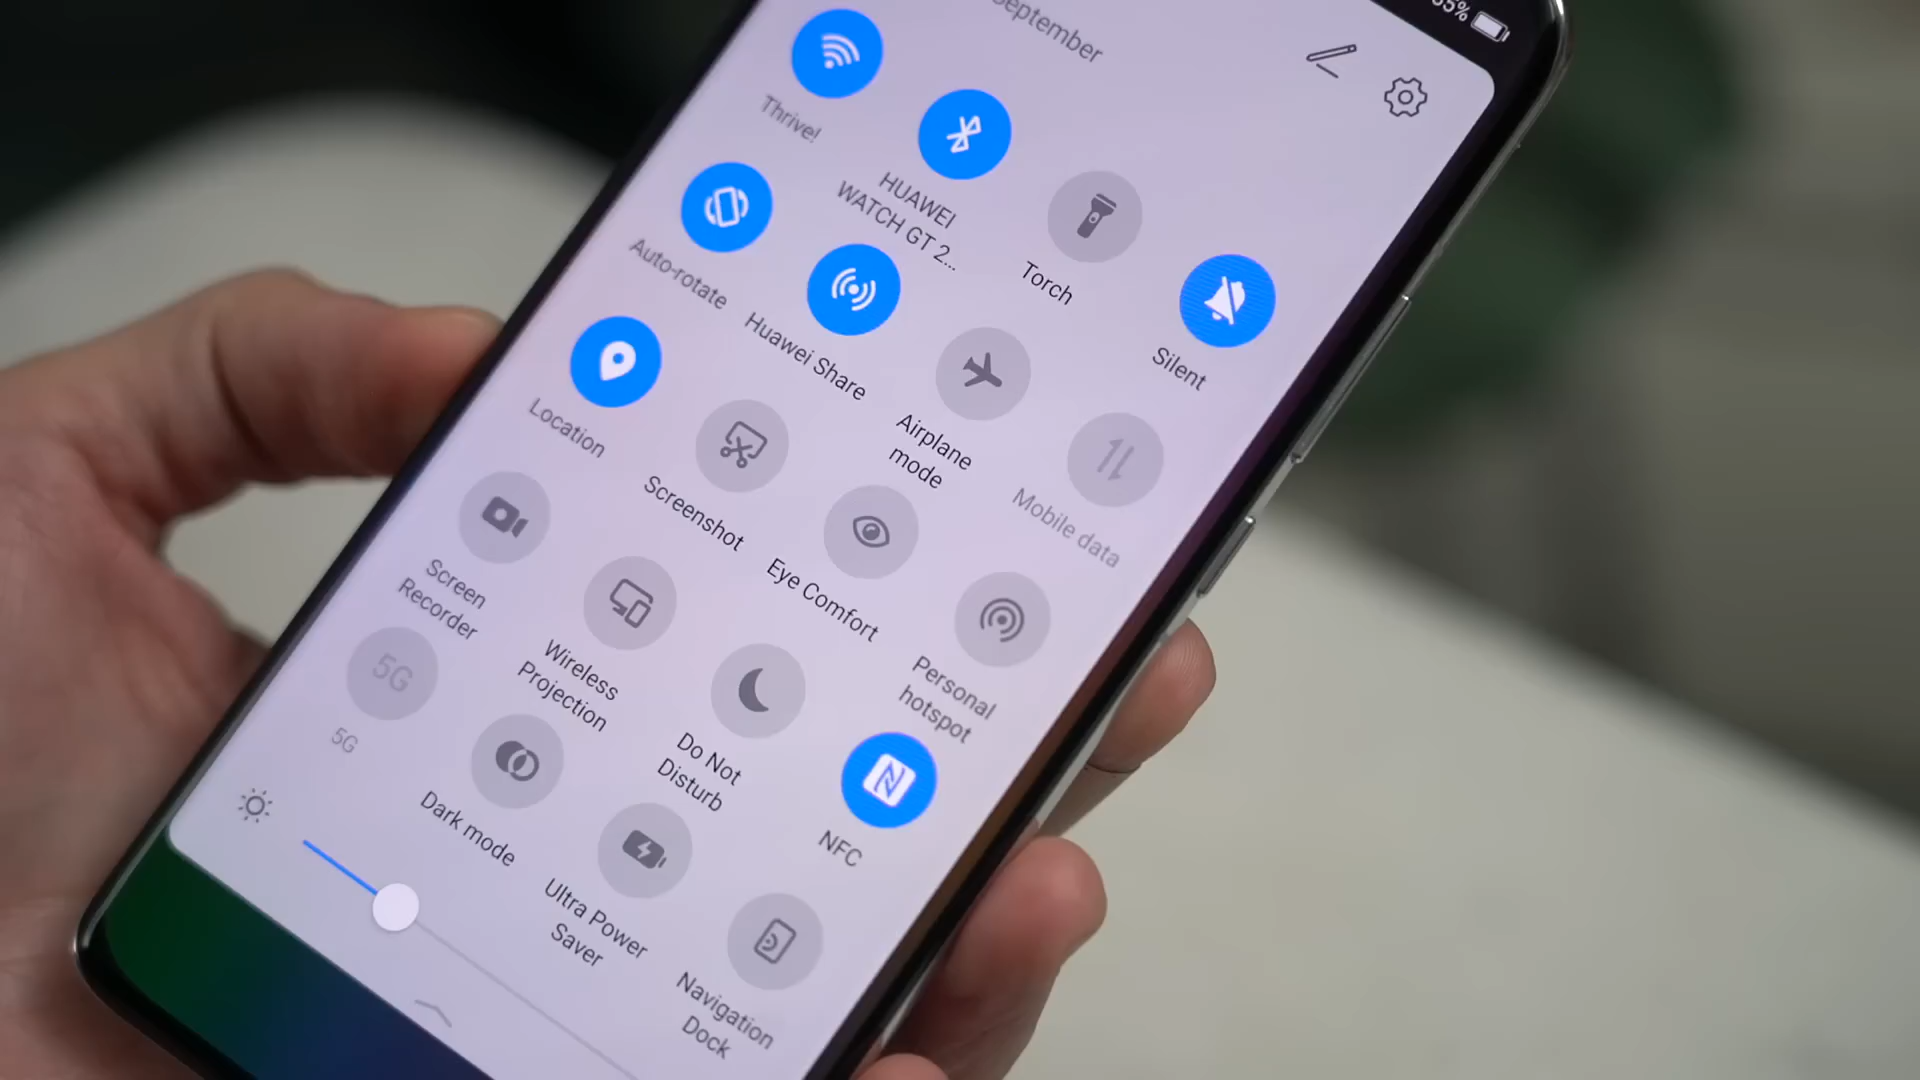 September
Thrive!
HUAWEI
WATCH GT 2...
Torch
Silent
Auto-rotate
Huawei Share
Airplane
mode
Mobile data
Location
Screenshot
Eye Comfort
Personal
hotspot
Screen
Recorder
Wireless
Projection
Do Not
Disturb
NFC
5G
5G
Dark mode
Ultra Power
Saver
Navigation
Dock